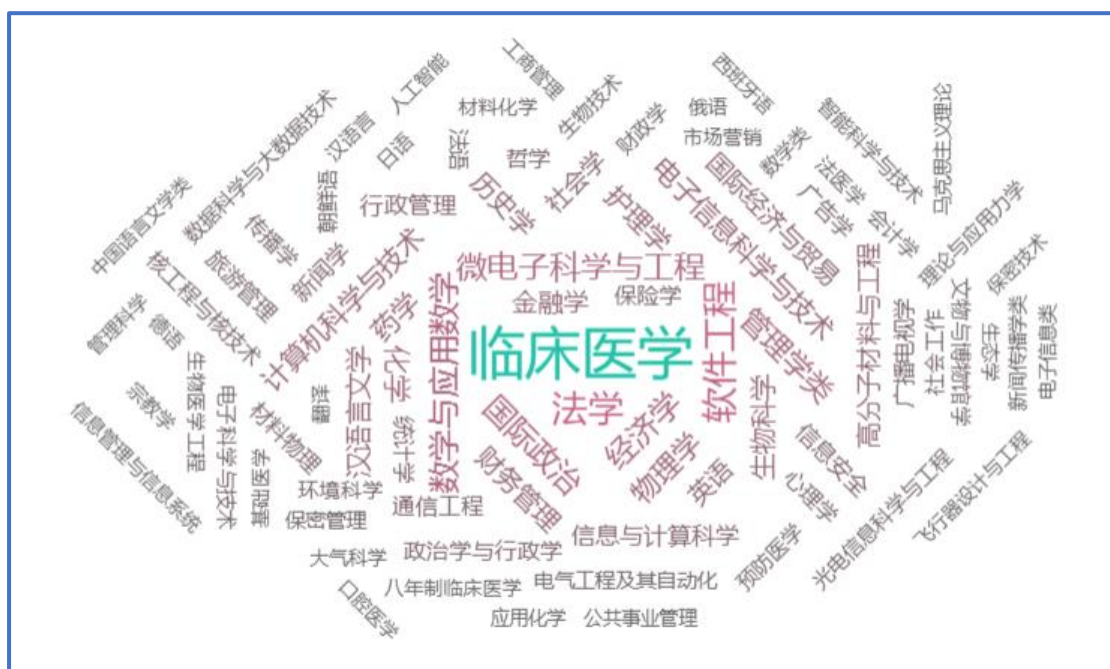 工商管理
西班牙语
人工智能
材料化学
生物技术
俄语
智能科学与技术
马克思主义理论
数据科学与大数据技术
汉语言
日语
法语
哲学
财政学
市场营销
数学类
法医学
中国语言文学类
朝鲜语
行政管理
历史学
社会学
护理学
电子信息科学与技术
国际经济与贸易
广告学
会计学
理论与应用力学
保密技术
传播学
旅游管理
新闻学
核工程与核技术
计算机科学与技术
微电子科学与工程
金融学
保险学
高分子材料与工程
管理科学
德语
药学
化学
数学与应用数学
临床医学
软件工程
管理学类
广播电视学
社会工作
文物与博物馆学
考古学
新闻传播学类
电子信息类
生物医学工程
宗教学
翻译
汉语言文学
统计学
法学
国际政治
经济学
物理学
生物科学
信息管理与信息系统
电子科学与技术
基础医学
材料物理
环境科学
保密管理
通信工程
财务管理
英语
信息安全
心理学
信息与计算科学
预防医学
光电信息科学与工程
飞行器设计与工程
大气科学
政治学与行政学
口腔医学
八年制临床医学
电气工程及其自动化
应用化学
公共事业管理